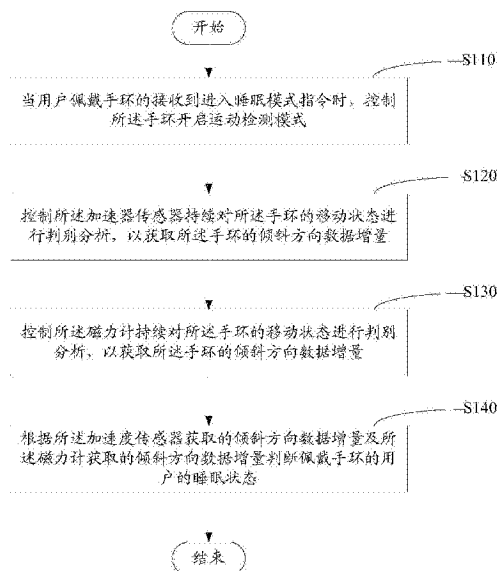 开始
S110
当用户佩戴手环的接收到进入睡眠模式指令时，控制
所述手环开启运动检测模式
S120
控制所述加速器传感器持续对所述手环的移动状态进
行判别分析，以获取所述手环的倾斜方向数据增量
S130
控制所述磁力计持续对所述手环的移动状态进行判别
分析，以获取所述手环的倾斜方向数据增量
S140
根据所述加速度传感器获取的倾斜方向数据增量及所
述磁力计获取的倾斜方向数据增量判断佩戴手环的用
户的睡眠状态
结束